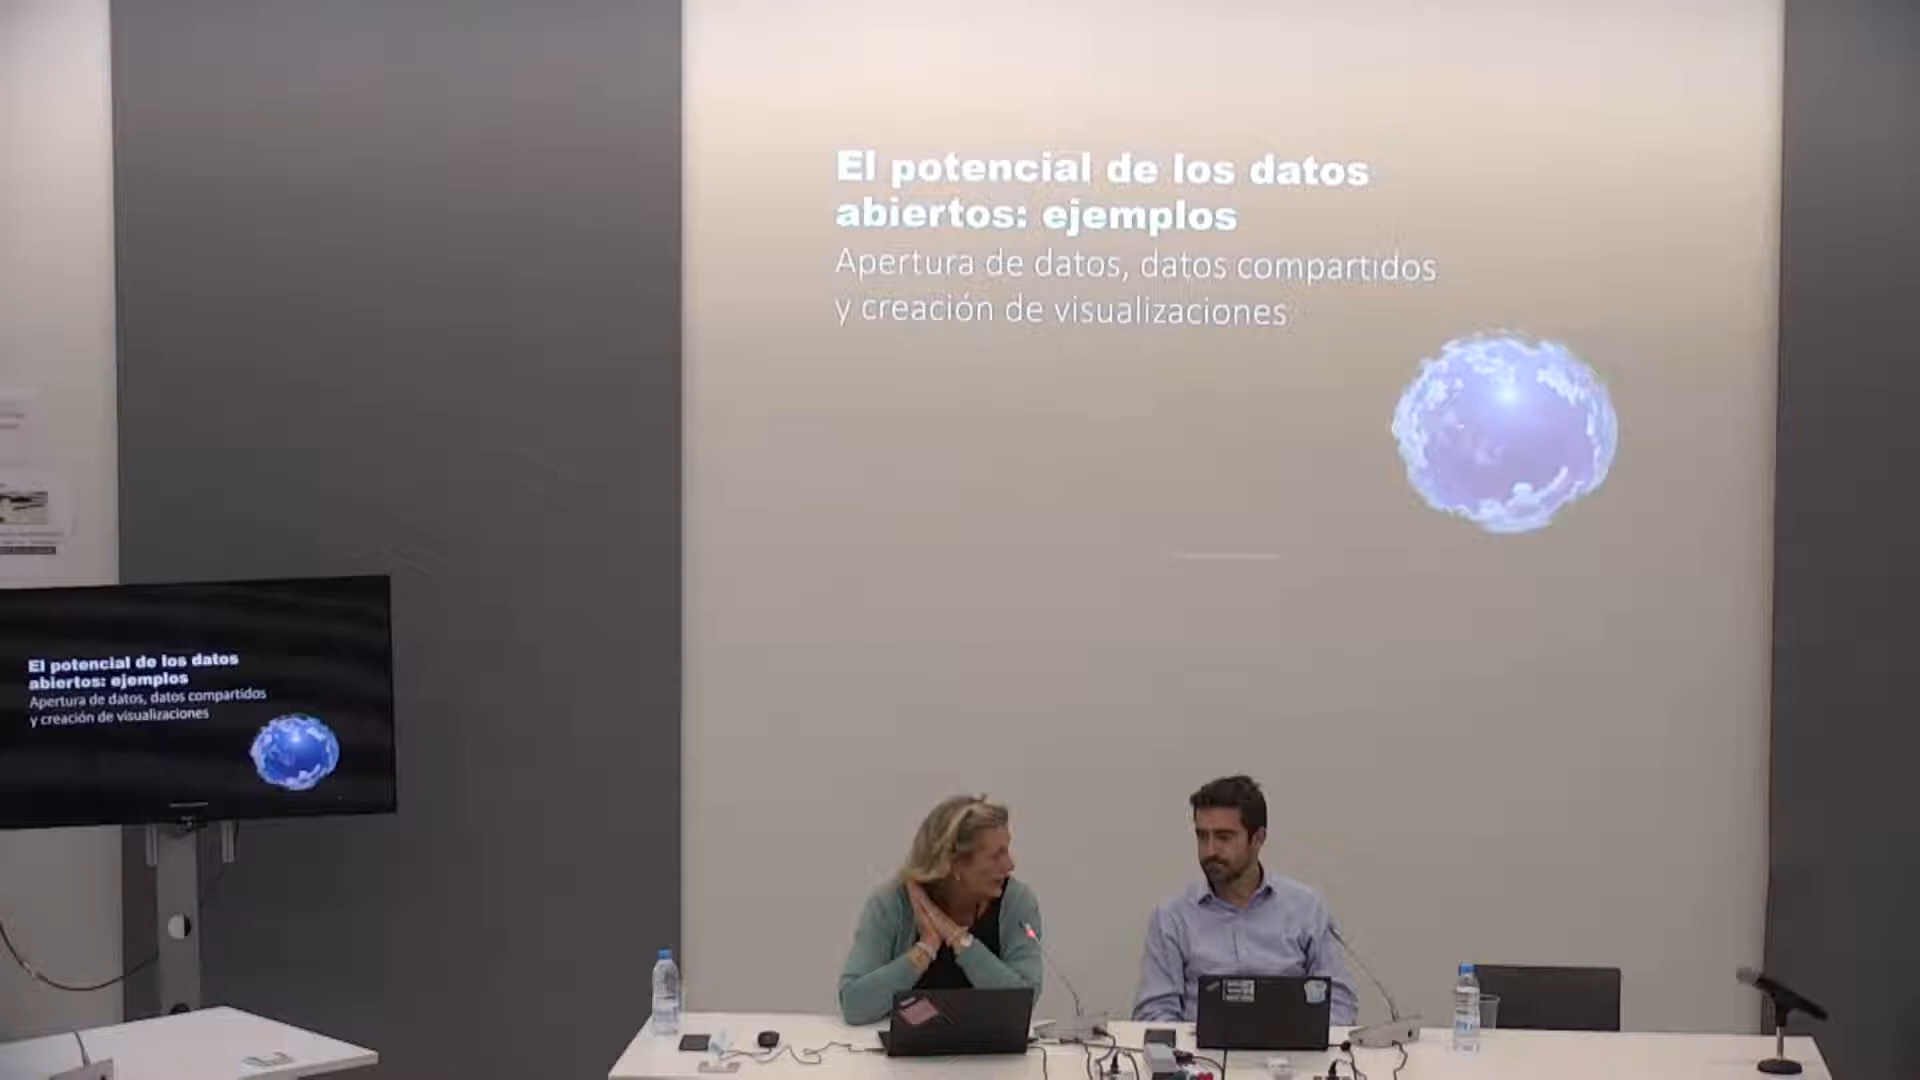 El potencial de los datos
abiertos: ejemplos
Apertura de datos, datos compartidos
y creación de visualizaciones
El potencial de los datos
abiertos: ejemplos
Apertura de datos, datos compartidos
y creación de visualizaciones